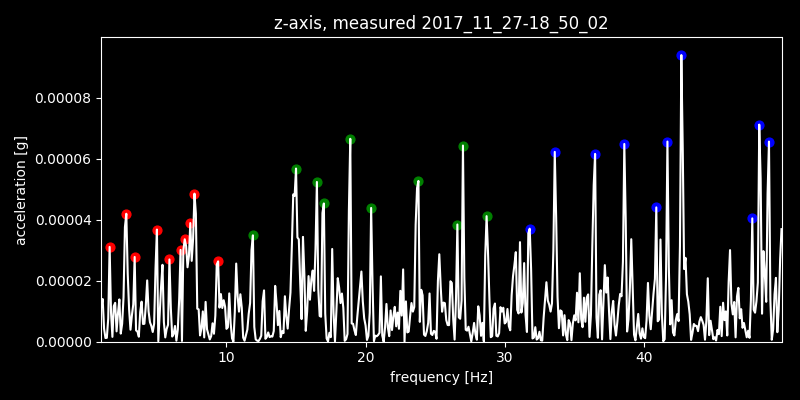 z-axis, measured 2017_11_27-18_50_02
acceleration [g]
0.00008
0.00006
0.00004
0.00002
0.00000
10 20 30 40
frequency [Hz]